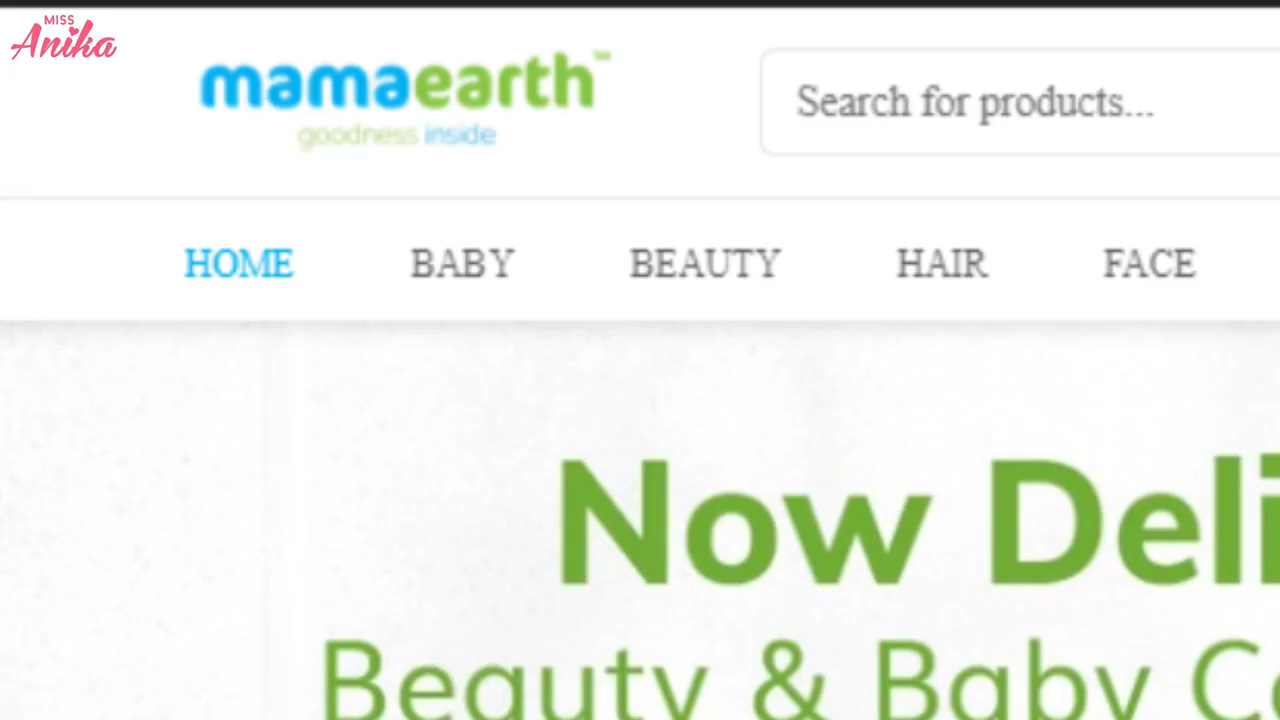 MISS
Anika
mamaearth™
goodness inside
Search for products...
HOME BABY BEAUTY HAIR FACE
Now Deli
Beauty & Baby C